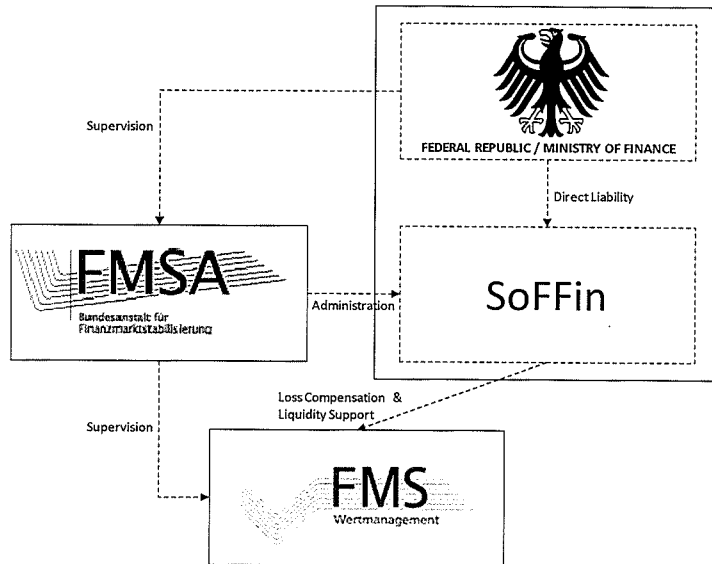 FEDERAL REPUBLIC / MINISTRY OF FINANCE
Supervision
Direct Liability
FMSA
Bundesanstalt für
Finanzmarktstabilisierung
Administration
SoFFin
Loss Compensation &
Liquidity Support
Supervision
FMS
Wertmanagement